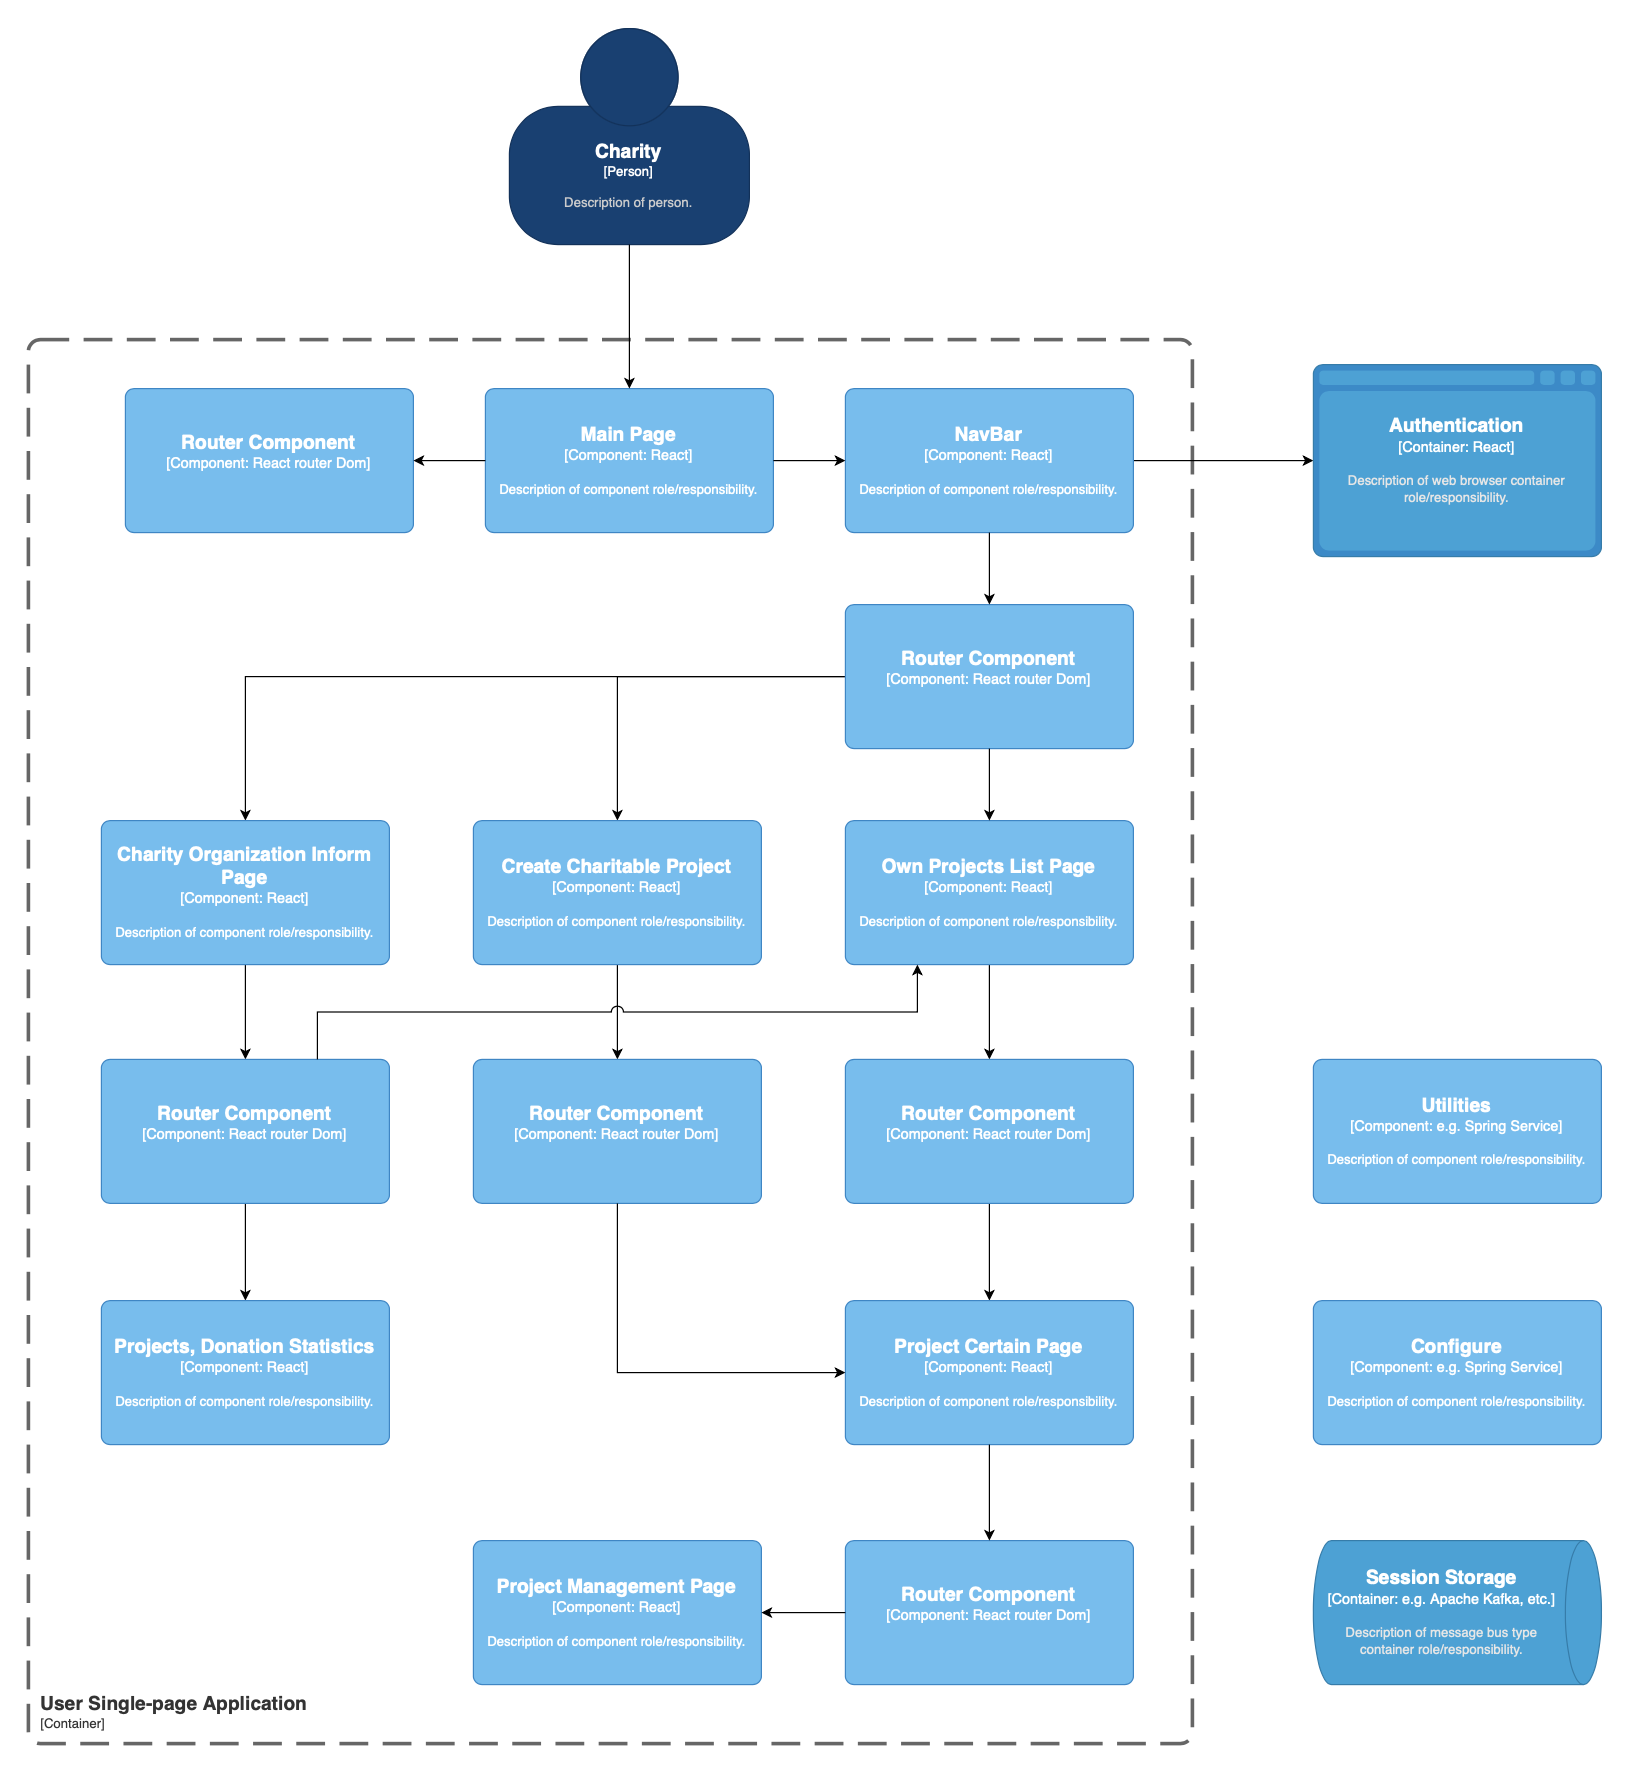 Charity
[Person]
Description of person.
Router Component
[Component: React router Dom]
Main Page
[Component: React]
Description of component role/responsibility.
NavBar
[Component: React]
Description of component role/responsibility.
Authentication
[Container: React]
Description of web browser container
role/responsibility.
Router Component
[Component: React router Dom]
Charity Organization Inform
Page
[Component: React]
Description of component role/responsibility.
Create Charitable Project
[Component: React]
Description of component role/responsibility.
Own Projects List Page
[Component: React]
Description of component role/responsibility.
Router Component
[Component: React router Dom]
Router Component
[Component: React router Dom]
Router Component
[Component: React router Dom]
Utilities
[Component: e.g. Spring Service]
Description of component role/responsibility.
Projects, Donation Statistics
[Component: React]
Description of component role/responsibility.
Project Certain Page
[Component: React]
Description of component role/responsibility.
Configure
[Component: e.g. Spring Service]
Description of component role/responsibility.
Project Management Page
[Component: React]
Description of component role/responsibility.
Router Component
[Component: React router Dom]
Session Storage
[Container: e.g. Apache Kafka, etc.]
Description of message bus type
container role/responsibility.
User Single-page Application
[Container]